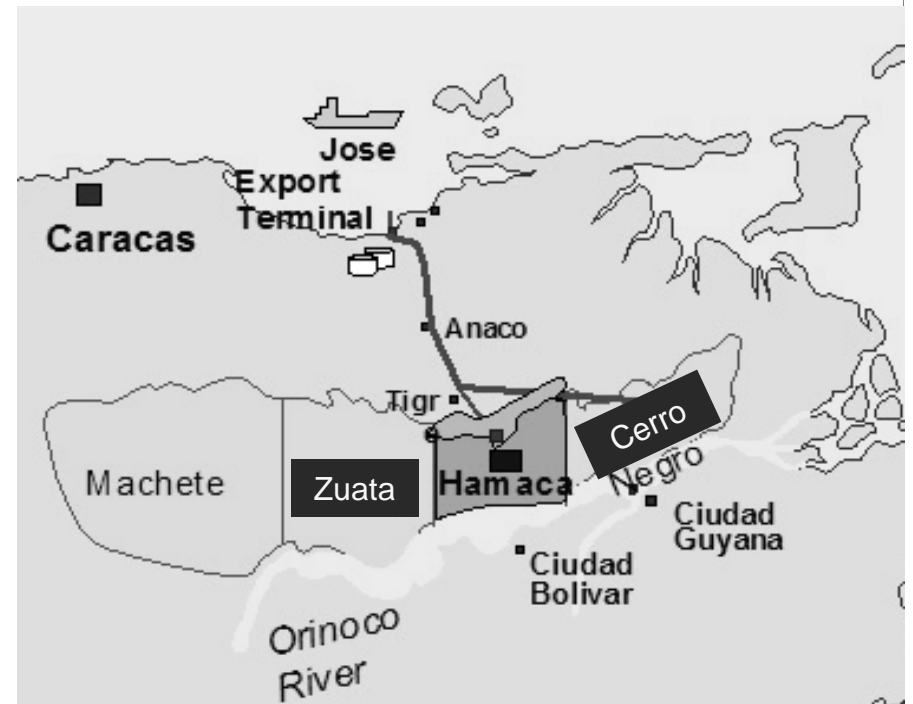 Jose
Export
Terminal
Caracas
Anaco
Tigr
Cerro
Negro
Machete
Zuata
Hamaca
Ciudad
Guyana
Ciudad
Bolivar
Orinoco
River